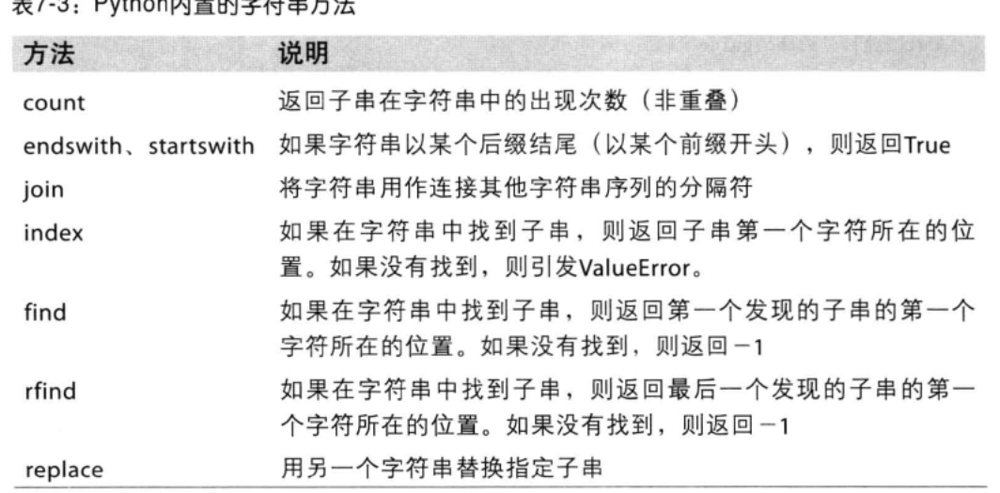 表7-3：Python内置的字符串方法
方法 说明
count 返回子串在字符串中的出现次数（非重叠）
endswith、startswith 如果字符串以某个后缀结尾（以某个前缀开头），则返回True
join 将字符串用作连接其他字符串序列的分隔符
index 如果在字符串中找到子串，则返回子串第一个字符所在的位
置。如果没有找到，则引发ValueError。
find 如果在字符串中找到子串，则返回第一个发现的子串的第一个
字符所在的位置。如果没有找到，则返回－1
rfind 如果在字符串中找到子串，则返回最后一个发现的子串的第一
个字符所在的位置。如果没有找到，则返回－1
replace 用另一个字符串替换指定子串